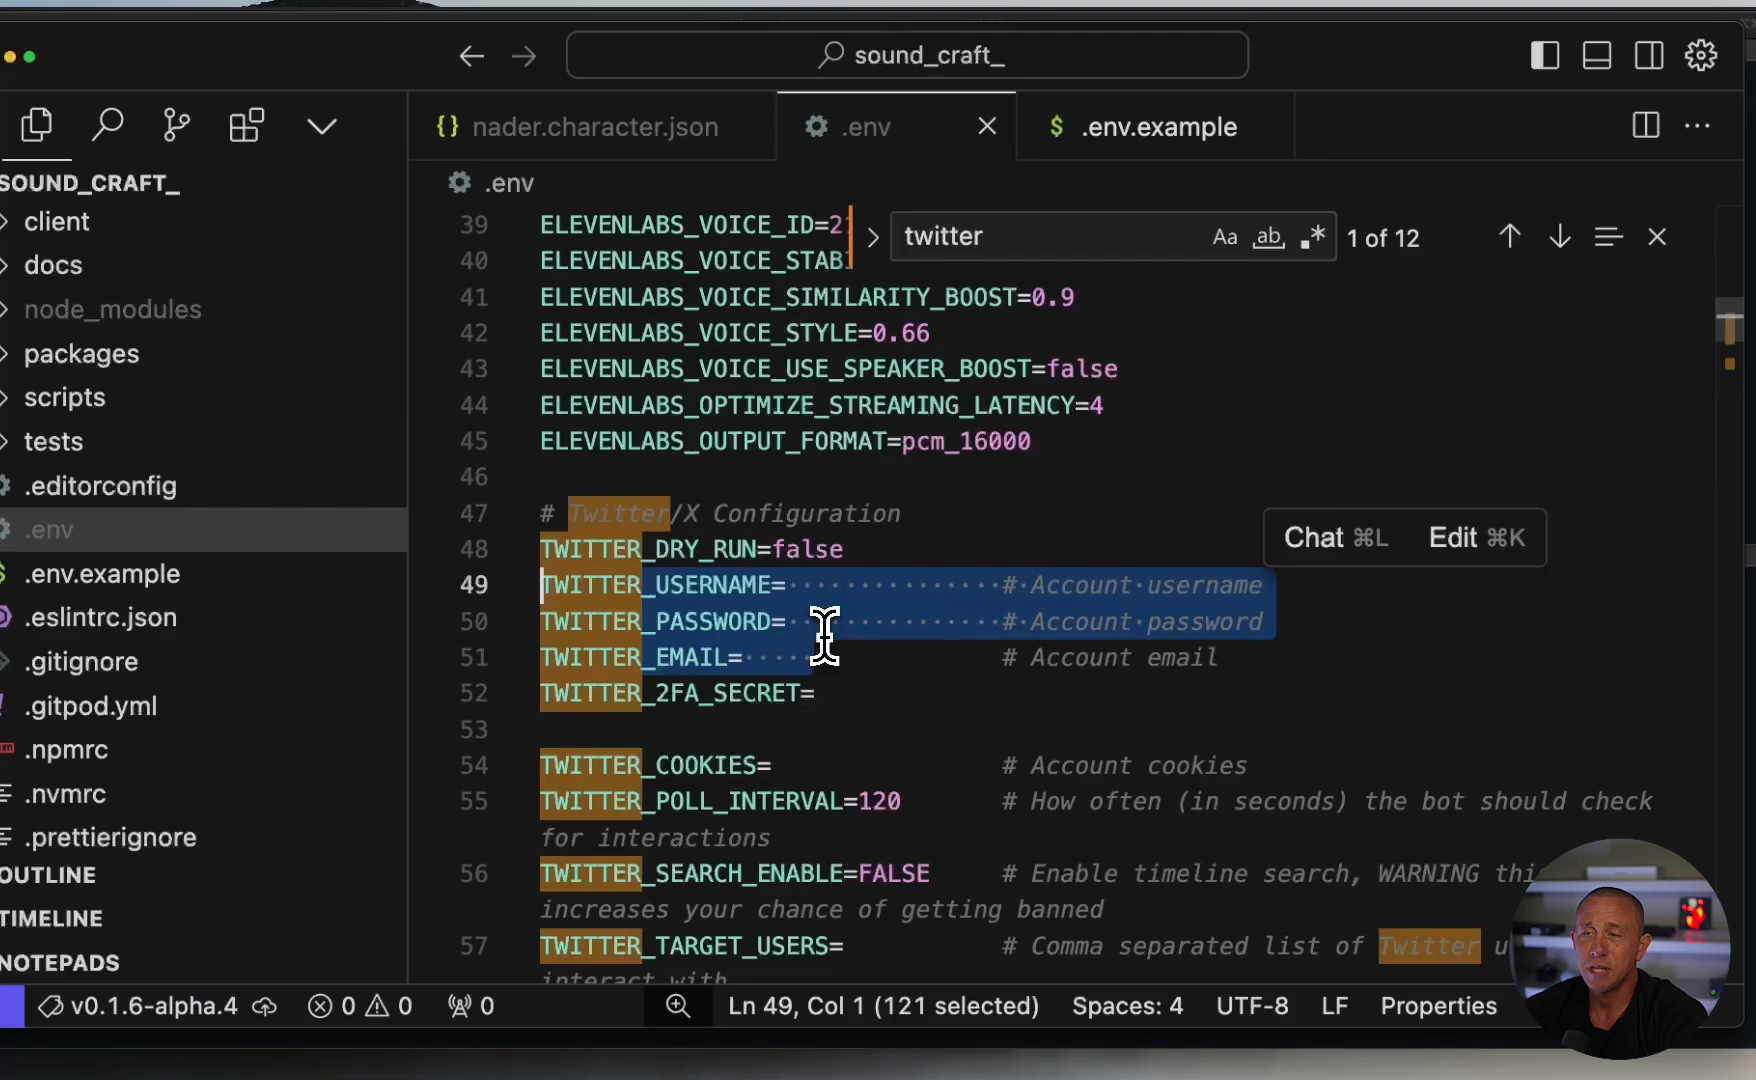 sound_craft_
nader.character.json
.env
.env.example
SOUND_CRAFT_
client
docs
node_modules
packages
scripts
tests
.editorconfig
.env
.env.example
.eslintrc.json
.gitignore
.gitpod.yml
.npmrc
.nvmrc
.prettierignore
OUTLINE
TIMELINE
NOTEPADS
.env
twitter
Aa
ab
1 of 12
39 ELEVENLABS_VOICE_ID=2
40 ELEVENLABS_VOICE_STAB
41 ELEVENLABS_VOICE_SIMILARITY_BOOST=0.9
42 ELEVENLABS_VOICE_STYLE=0.66
43 ELEVENLABS_VOICE_USE_SPEAKER_BOOST=false
44 ELEVENLABS_OPTIMIZE_STREAMING_LATENCY=4
45 ELEVENLABS_OUTPUT_FORMAT=pcm_16000
46
47 # Twitter/X Configuration
48 TWITTER_DRY_RUN=false
Chat ⌘L Edit ⌘K
49 TWITTER_USERNAME= # Account username
50 TWITTER_PASSWORD= # Account password
51 TWITTER_EMAIL= # Account email
52 TWITTER_2FA_SECRET=
53
54 TWITTER_COOKIES= # Account cookies
55 TWITTER_POLL_INTERVAL=120 # How often (in seconds) the bot should check
for interactions
56 TWITTER_SEARCH_ENABLE=FALSE # Enable timeline search, WARNING thi
increases your chance of getting banned
57 TWITTER_TARGET_USERS= # Comma separated list of Twitter u
interact with
v0.1.6-alpha.4
0
0
0
Ln 49, Col 1 (121 selected)
Spaces: 4
UTF-8
LF
Properties